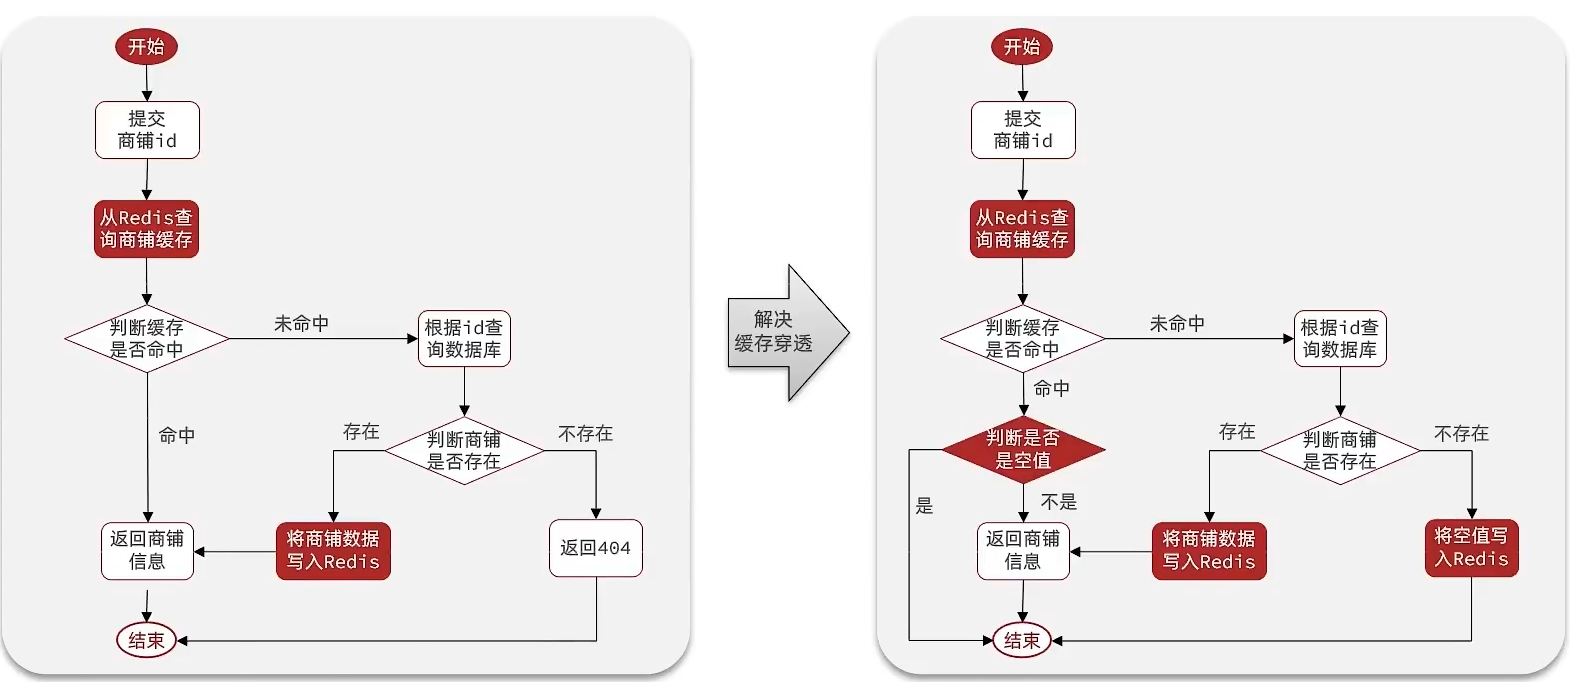 开始
提交
商铺id
从Redis查
询商铺缓存
判断缓存
是否命中
未命中
根据id查
询数据库
命中
存在
判断商铺
是否存在
不存在
返回商铺
信息
将商铺数据
写入Redis
返回404
结束
解决
缓存穿透
开始
提交
商铺id
从Redis查
询商铺缓存
判断缓存
是否命中
未命中
根据id查
询数据库
命中
判断是否
是空值
存在
判断商铺
是否存在
不存在
是
不是
返回商铺
信息
将商铺数据
写入Redis
将空值写
入Redis
结束